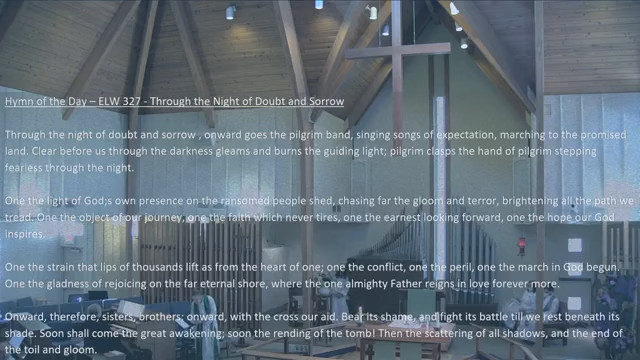 Hymn of the Day – ELW 327 - Through the Night of Doubt and Sorrow
Through the night of doubt and sorrow , onward goes the pilgrim band, singing songs of expectation, marching to the promised
land. Clear before us through the darkness gleams and burns the guiding light; pilgrim clasps the hand of pilgrim stepping
fearless through the night.
One the light of God;s own presence on the ransomed people shed, chasing far the gloom and terror, brightening all the path we
tread. One the object of our journey, one the faith which never tires, one the earnest looking forward, one the hope our God
inspires.
One the strain that lips of thousands lift as from the heart of one; one the conflict, one the peril, one the march in God begun.
One the gladness of rejoicing on the far eternal shore, where the one almighty Father reigns in love forever more.
Onward, therefore, sisters, brothers; onward, with the cross our aid. Bear its shame, and fight its battle till we rest beneath its
shade. Soon shall come the great awakening; soon the rending of the tomb! Then the scattering of all shadows, and the end of
the toil and gloom.